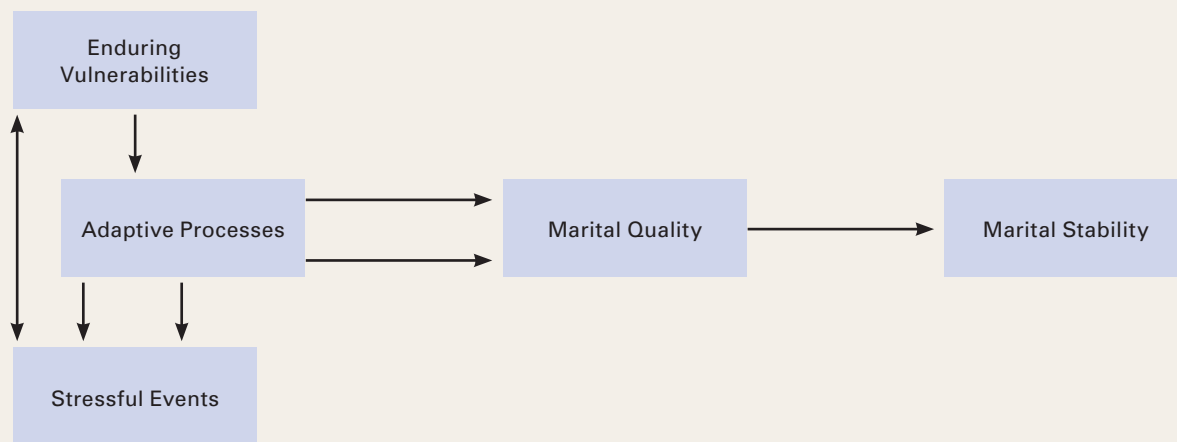 Enduring
Vulnerabilities
Adaptive Processes
Marital Quality
Marital Stability
Stressful Events